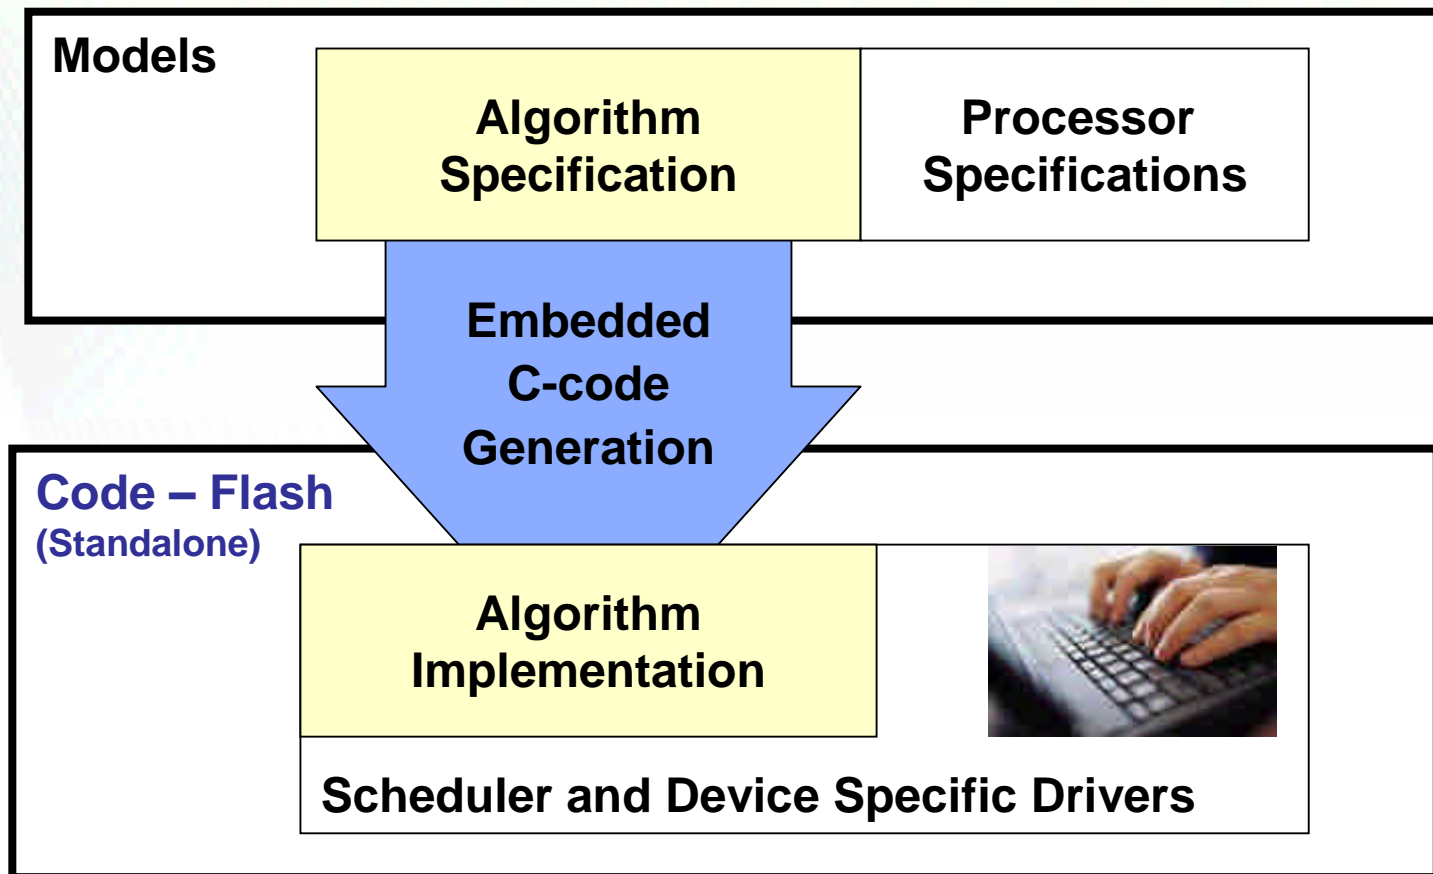 Models
Algorithm
Specification
Processor
Specifications
Embedded
C-code
Generation
Code – Flash
(Standalone)
Algorithm
Implementation
Scheduler and Device Specific Drivers